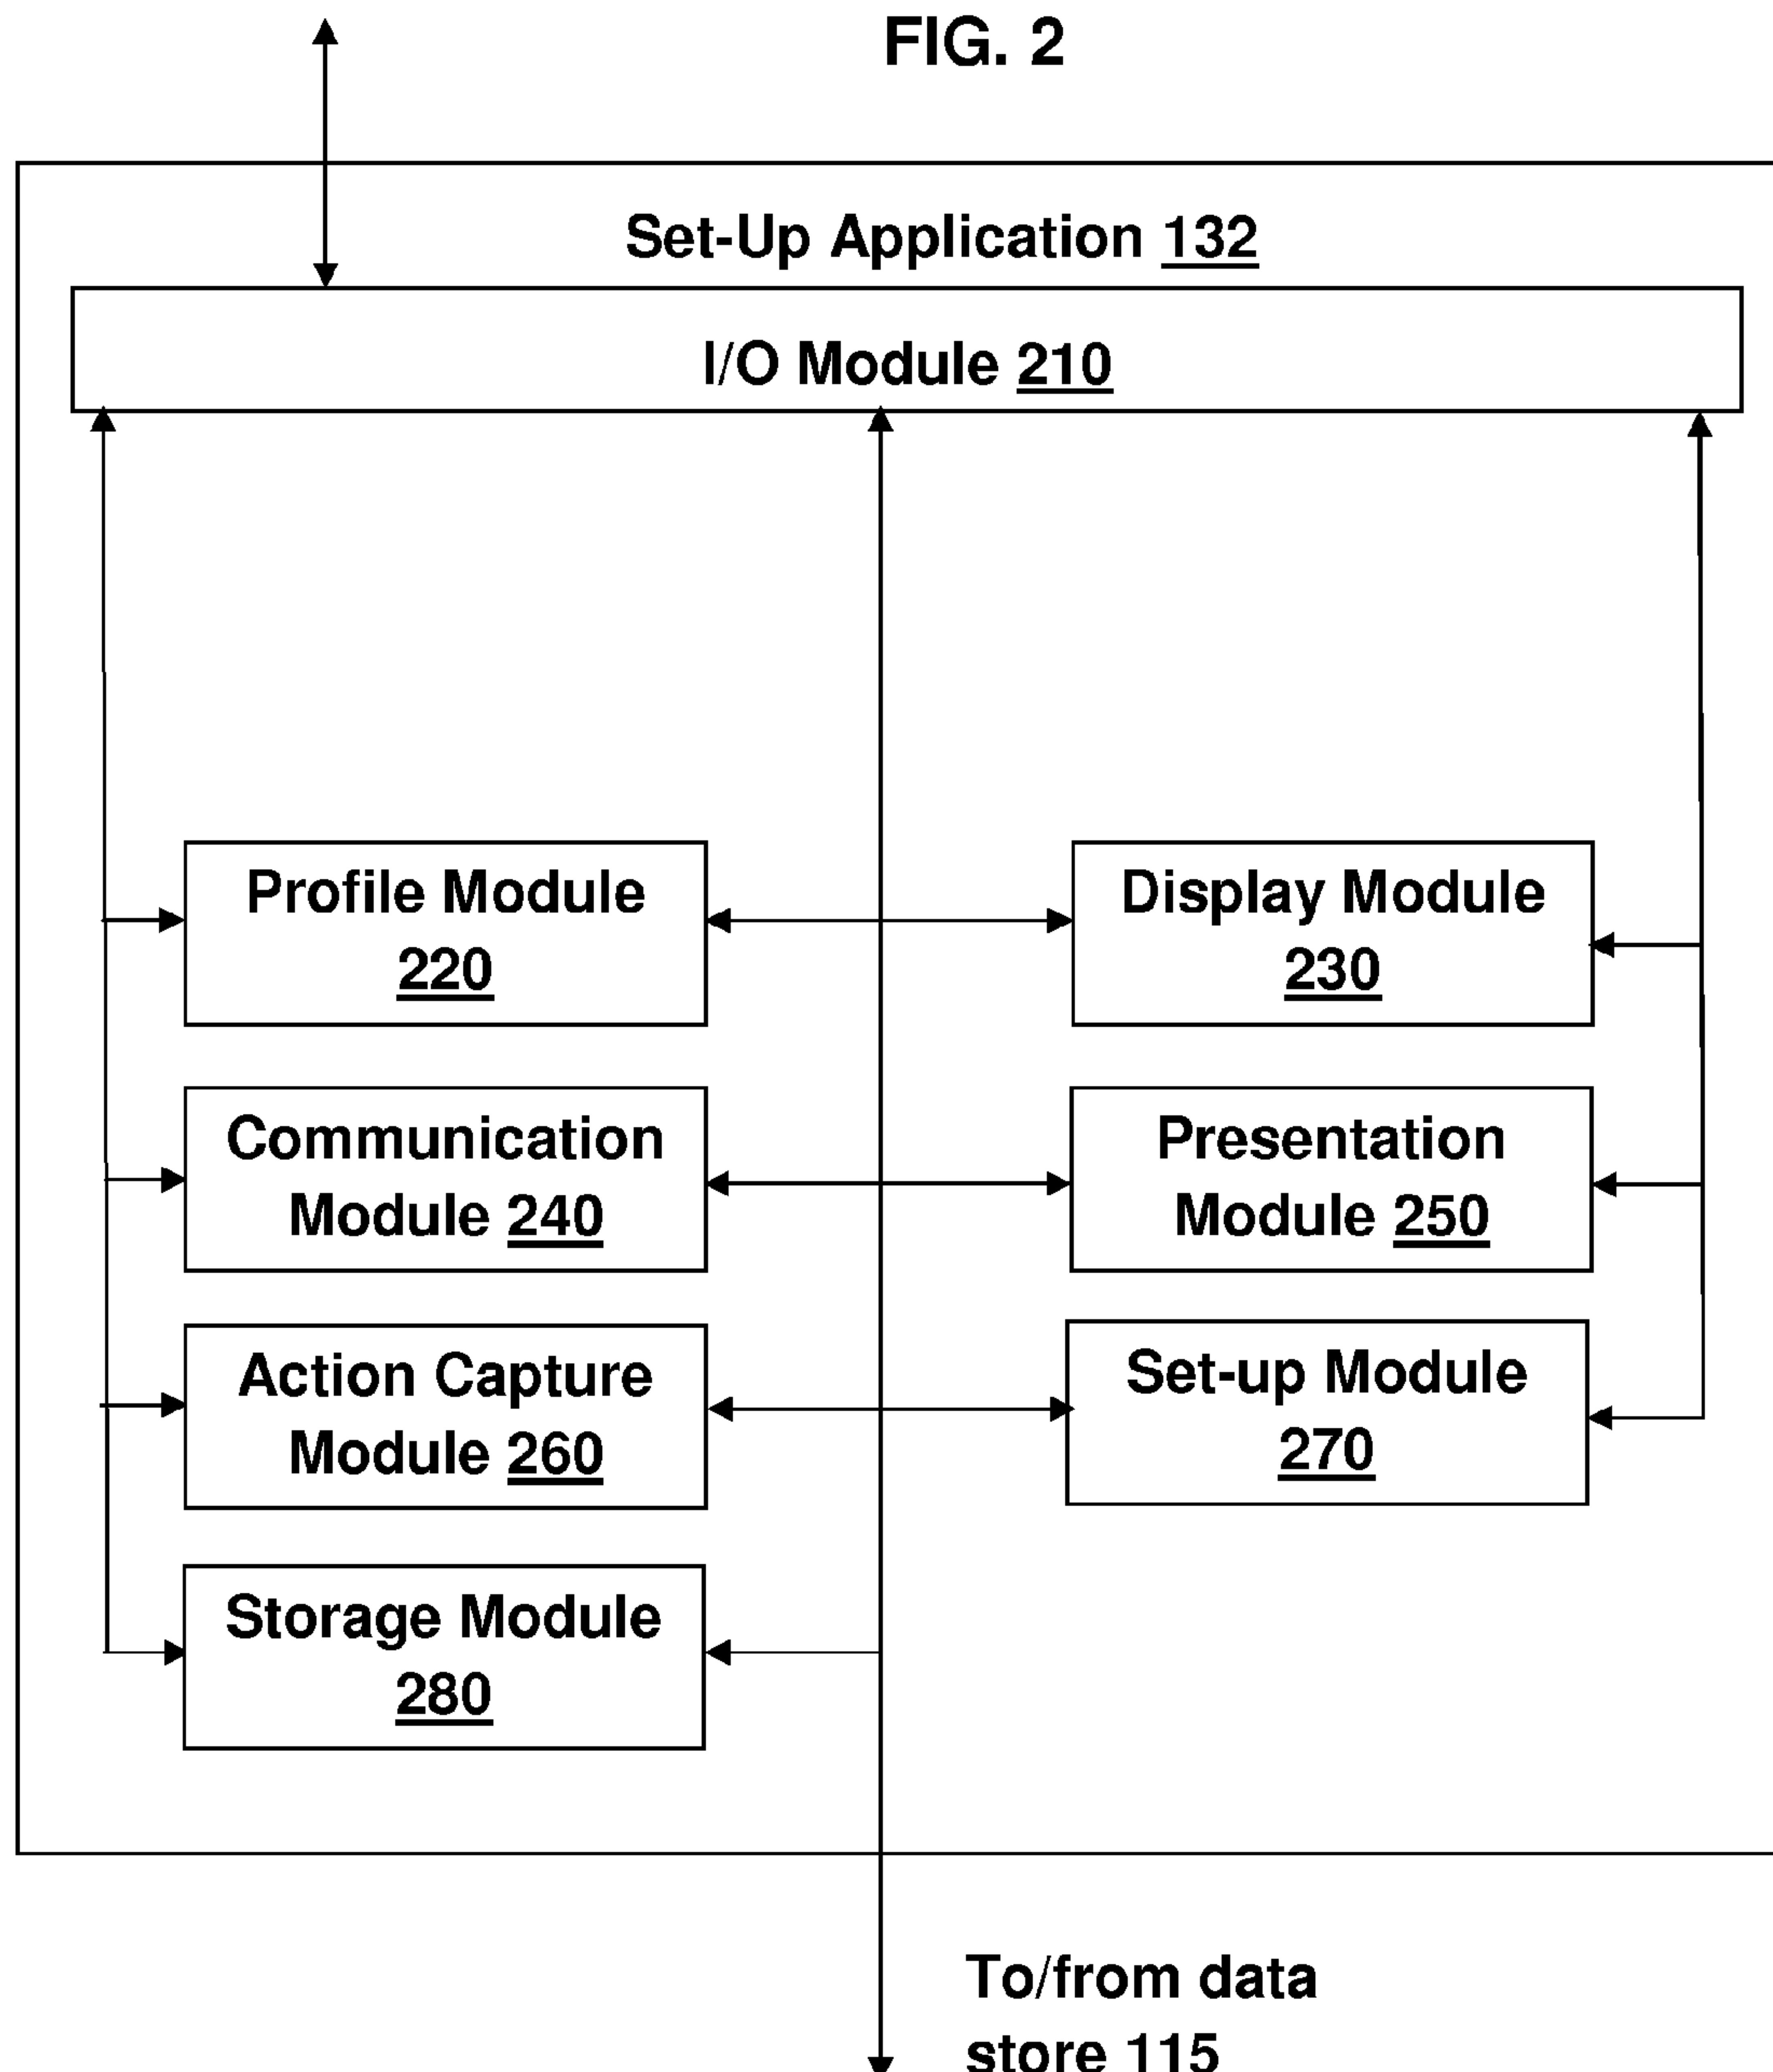 FIG. 2
Set-Up Application 132
I/O Module 210
Profile Module
220
Display Module
230
Communication
Module 240
Presentation
Module 250
Action Capture
Module 260
Set-up Module
270
Storage Module
280
To/from data
store 115